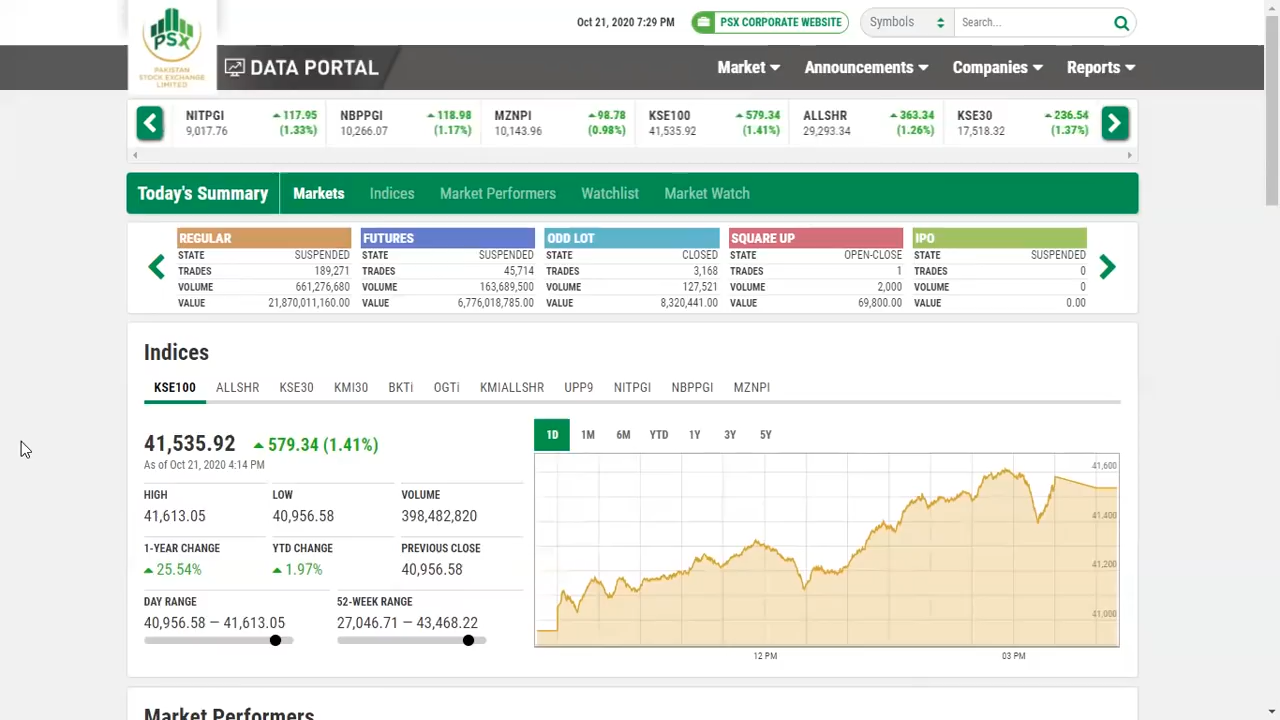 Oct 21, 2020 7:29 PM
PSX CORPORATE WEBSITE
Symbols
Search...
PSX
PAKISTAN
STOCK EXCHANGE
LIMITED
DATA PORTAL
Market
Announcements
Companies
Reports
NITPGI 117.95
9,017.76 (1.33%)
NBPPGI 118.98
10,266.07 (1.17%)
MZNPI 98.78
10,143.96 (0.98%)
KSE100 579.34
41,535.92 (1.41%)
ALLSHR 363.34
29,293.34 (1.26%)
KSE30 236.54
17,518.32 (1.37%)
Today's Summary
Markets
Indices
Market Performers
Watchlist
Market Watch
REGULAR
STATE SUSPENDED
TRADES 189,271
VOLUME 661,276,680
VALUE 21,870,011,160.00
FUTURES
STATE SUSPENDED
TRADES 45,714
VOLUME 163,689,500
VALUE 6,776,018,785.00
ODD LOT
STATE CLOSED
TRADES 3,168
VOLUME 127,521
VALUE 8,320,441.00
SQUARE UP
STATE OPEN-CLOSE
TRADES 1
VOLUME 2,000
VALUE 69,800.00
IPO
STATE SUSPENDED
TRADES 0
VOLUME 0
VALUE 0.00
Indices
KSE100 ALLSHR KSE30 KMI30 BKTi OGTi KMIALLSHR UPP9 NITPGI NBPPGI MZNPI
41,535.92 579.34 (1.41%)
As of Oct 21, 2020 4:14 PM
HIGH LOW VOLUME
41,613.05 40,956.58 398,482,820
1-YEAR CHANGE YTD CHANGE PREVIOUS CLOSE
25.54% 1.97% 40,956.58
DAY RANGE 52-WEEK RANGE
40,956.58 — 41,613.05 27,046.71 — 43,468.22
1D 1M 6M YTD 1Y 3Y 5Y
41,600
41,400
41,200
41,000
12 PM 03 PM
Market Performers